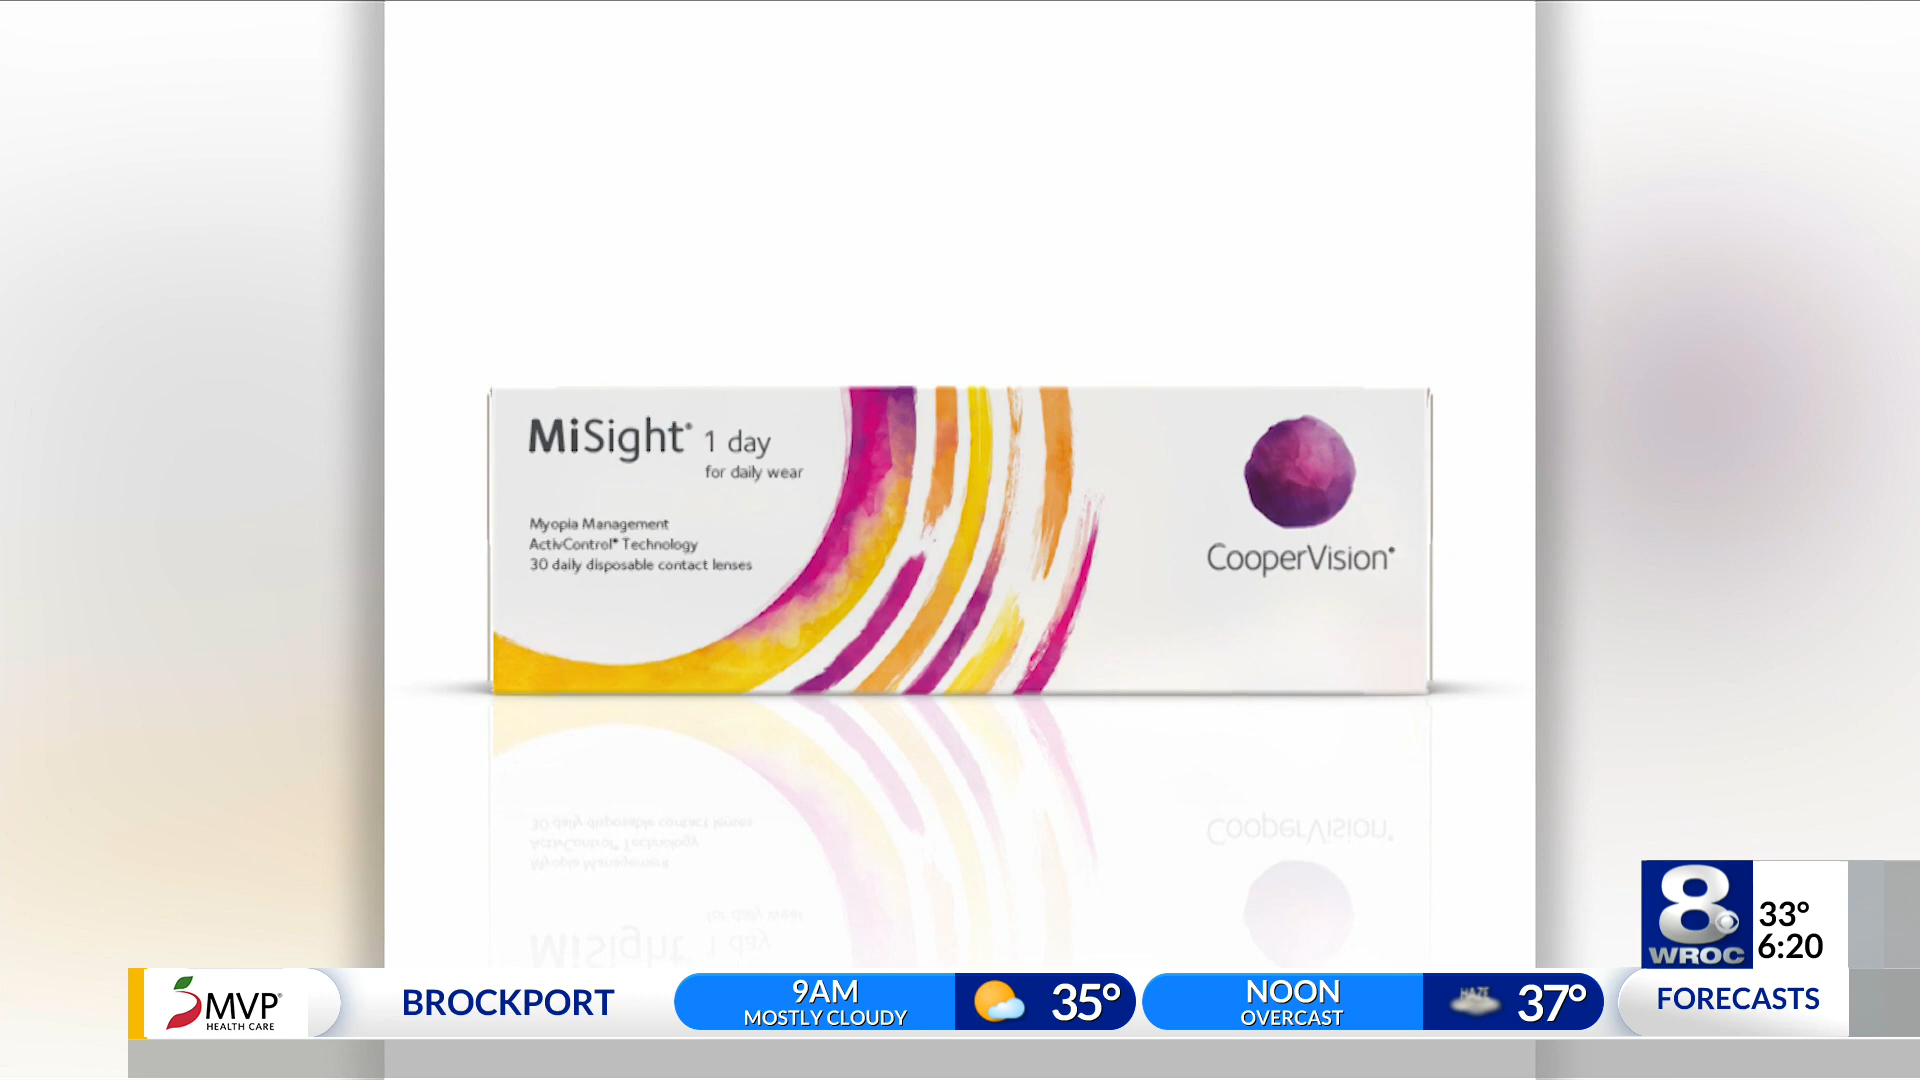 MiSight® 1 day
for daily wear
Myopia Management
ActivControl® Technology
30 daily disposable contact lenses
CooperVision®
8
WROC
33°
6:20
MVP®
HEALTH CARE
BROCKPORT
9AM
MOSTLY CLOUDY
35°
NOON
OVERCAST
HAZE
37°
FORECASTS